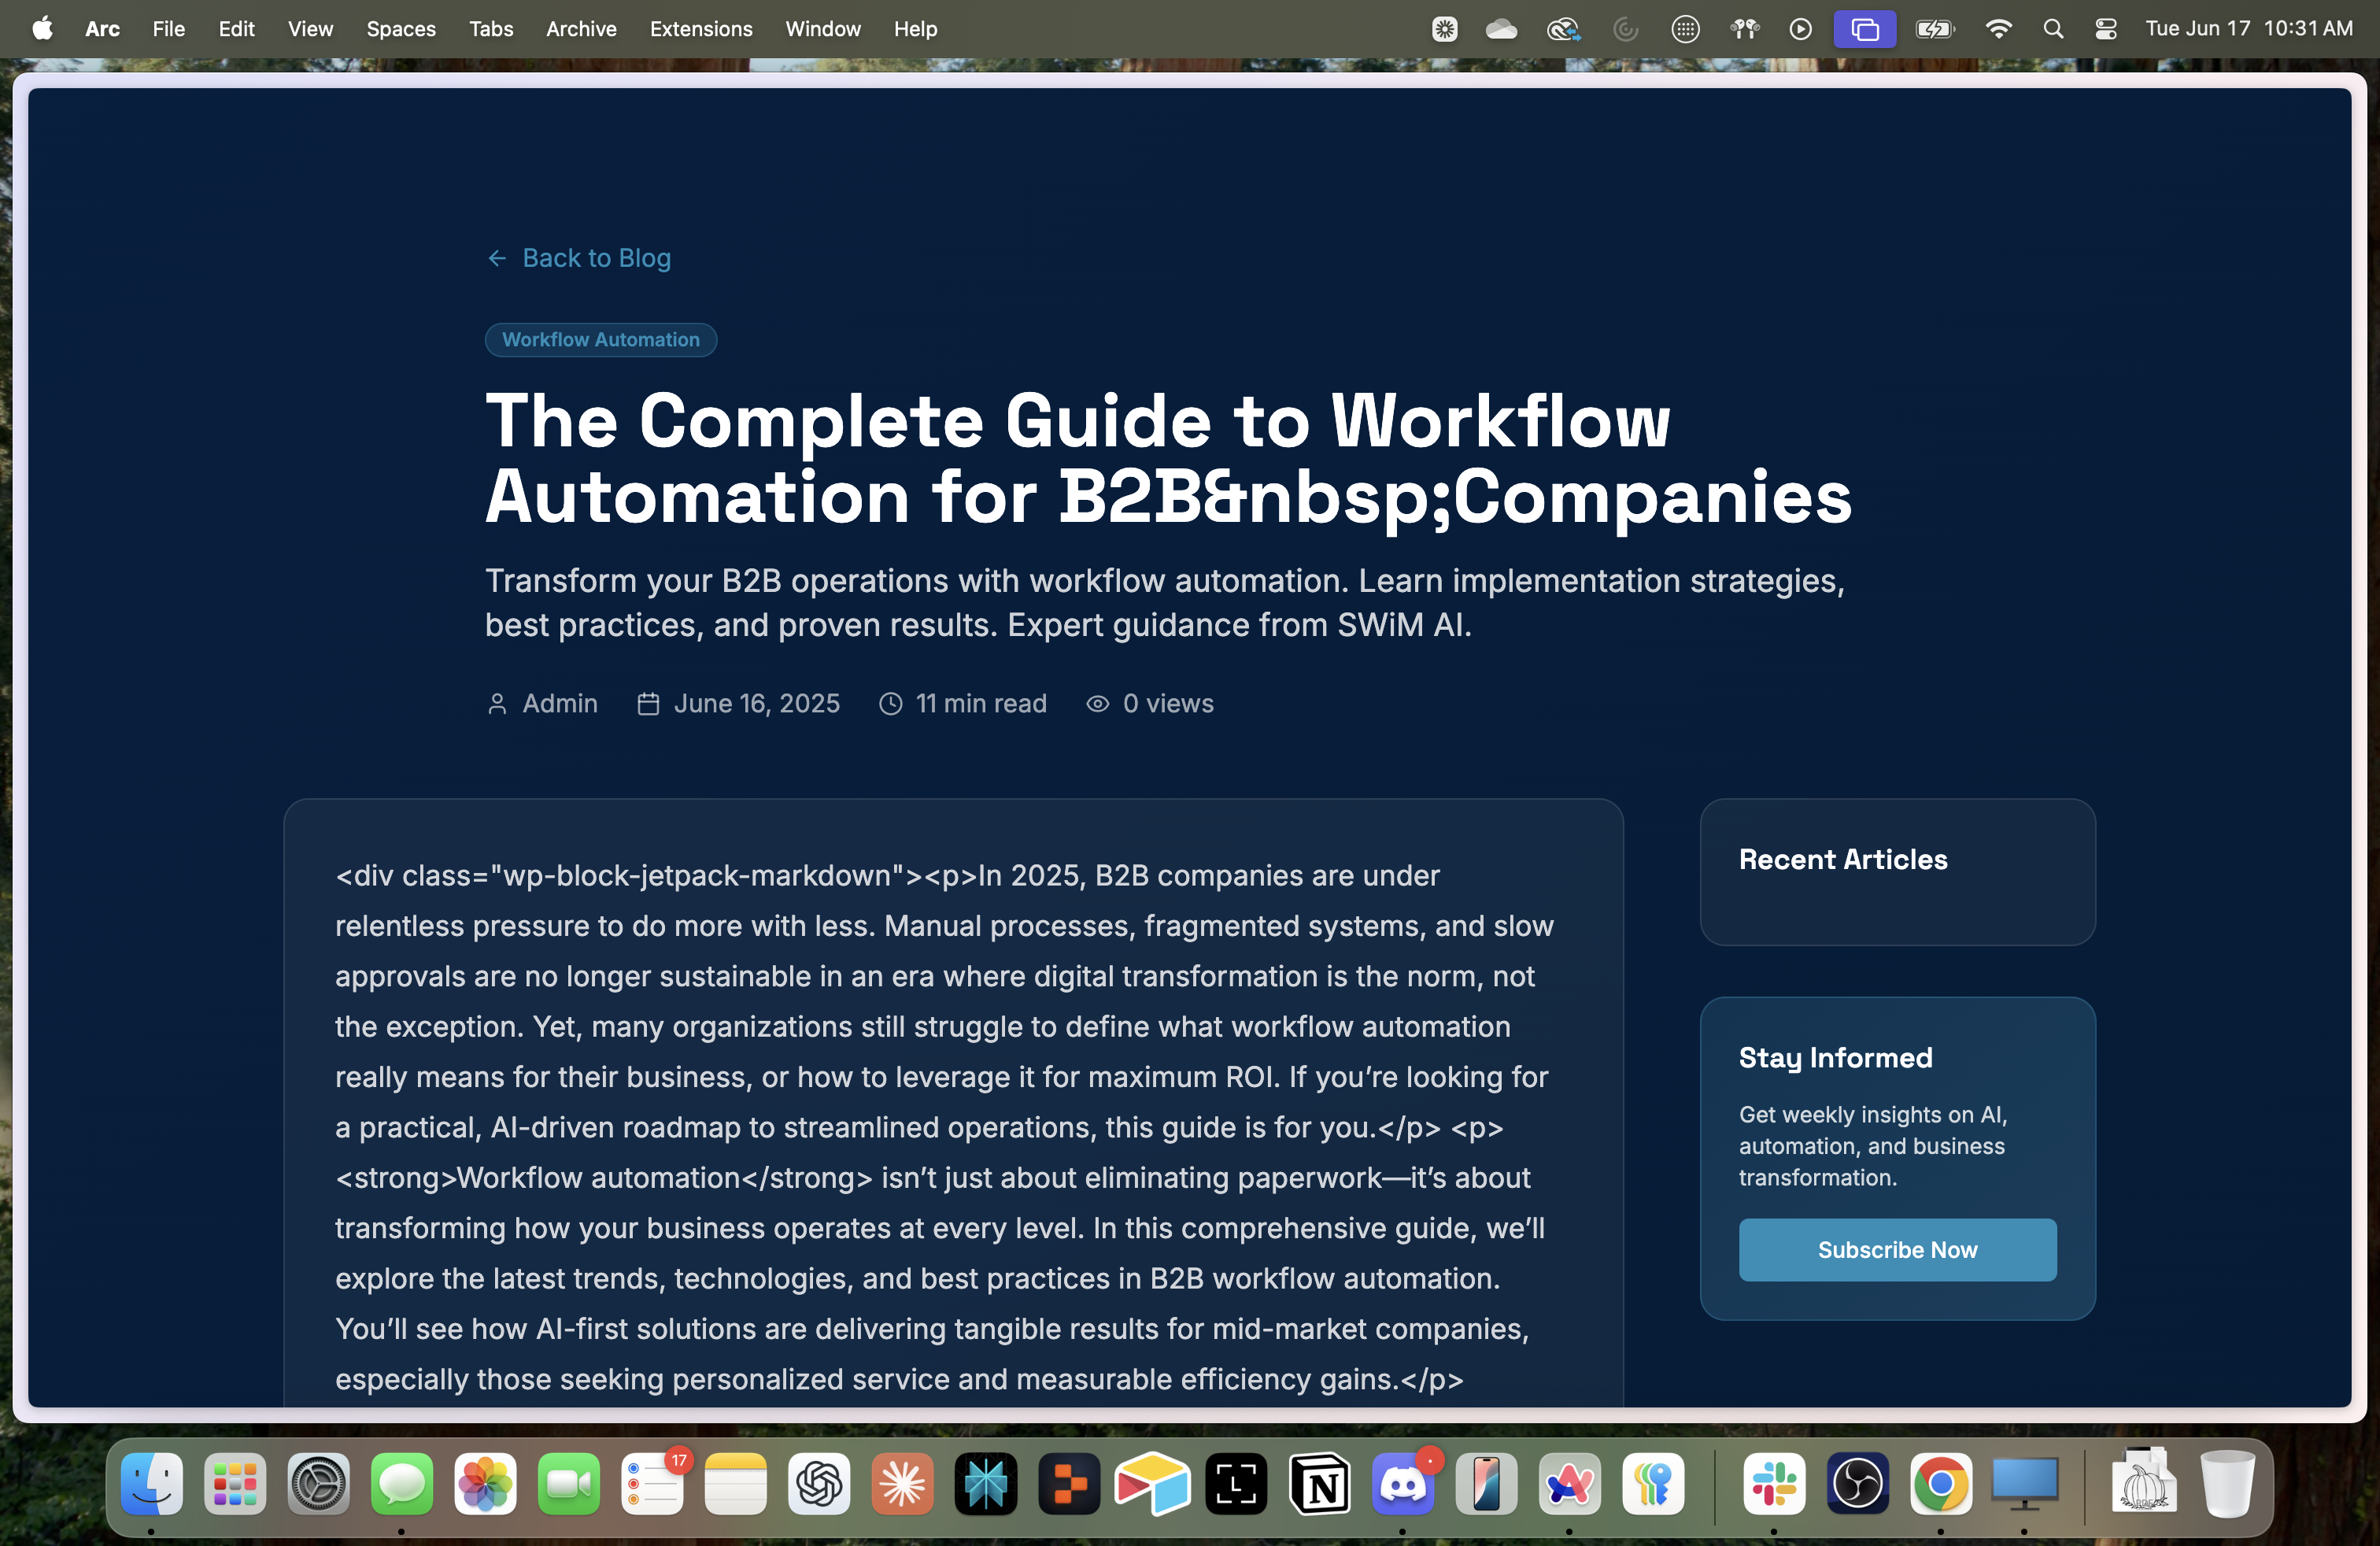 Arc File Edit View Spaces Tabs Archive Extensions Window Help Tue Jun 17 10:31 AM
← Back to Blog
Workflow Automation
The Complete Guide to Workflow
Automation for B2B&nbsp;Companies
Transform your B2B operations with workflow automation. Learn implementation strategies,
best practices, and proven results. Expert guidance from SWiM AI.
Admin June 16, 2025 11 min read 0 views
<div class="wp-block-jetpack-markdown"><p>In 2025, B2B companies are under
relentless pressure to do more with less. Manual processes, fragmented systems, and slow
approvals are no longer sustainable in an era where digital transformation is the norm, not
the exception. Yet, many organizations still struggle to define what workflow automation
really means for their business, or how to leverage it for maximum ROI. If you’re looking for
a practical, AI-driven roadmap to streamlined operations, this guide is for you.</p> <p>
<strong>Workflow automation</strong> isn’t just about eliminating paperwork—it’s about
transforming how your business operates at every level. In this comprehensive guide, we’ll
explore the latest trends, technologies, and best practices in B2B workflow automation.
You’ll see how AI-first solutions are delivering tangible results for mid-market companies,
especially those seeking personalized service and measurable efficiency gains.</p>
Recent Articles
Stay Informed
Get weekly insights on AI,
automation, and business
transformation.
Subscribe Now
17